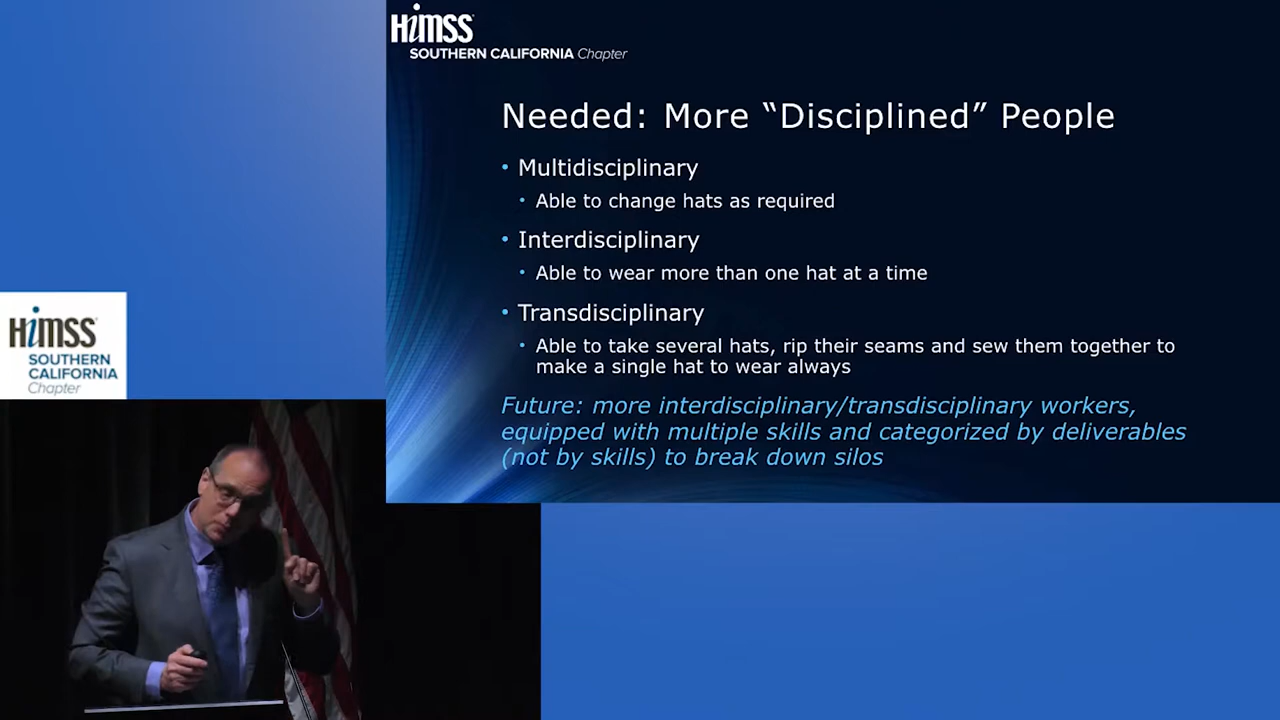 HiMSS
SOUTHERN CALIFORNIA Chapter
Needed: More “Disciplined” People
• Multidisciplinary
• Able to change hats as required
• Interdisciplinary
• Able to wear more than one hat at a time
• Transdisciplinary
• Able to take several hats, rip their seams and sew them together to
make a single hat to wear always
Future: more interdisciplinary/transdisciplinary workers,
equipped with multiple skills and categorized by deliverables
(not by skills) to break down silos
HiMSS
SOUTHERN
CALIFORNIA
Chapter